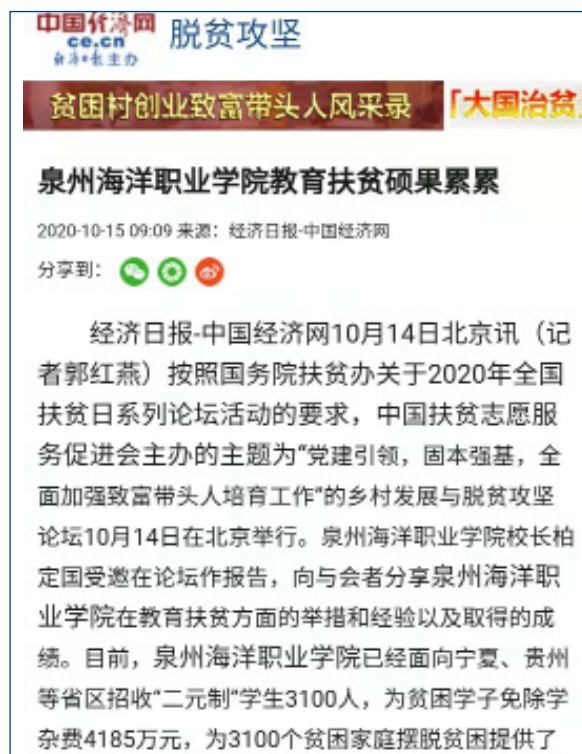 中国经济网
ce.cn
经济日报主办
脱贫攻坚
贫困村创业致富带头人风采录
「大国治贫
泉州海洋职业学院教育扶贫硕果累累
2020-10-15 09:09 来源：经济日报-中国经济网
分享到：
经济日报-中国经济网10月14日北京讯（记
者郭红燕）按照国务院扶贫办关于2020年全国
扶贫日系列论坛活动的要求，中国扶贫志愿服
务促进会主办的主题为“党建引领，固本强基，全
面加强致富带头人培育工作”的乡村发展与脱贫攻坚
论坛10月14日在北京举行。泉州海洋职业学院校长柏
定国受邀在论坛作报告，向与会者分享泉州海洋职
业学院在教育扶贫方面的举措和经验以及取得的成
绩。目前，泉州海洋职业学院已经面向宁夏、贵州
等省区招收“二元制”学生3100人，为贫困学子免除学
杂费4185万元，为3100个贫困家庭摆脱贫困提供了